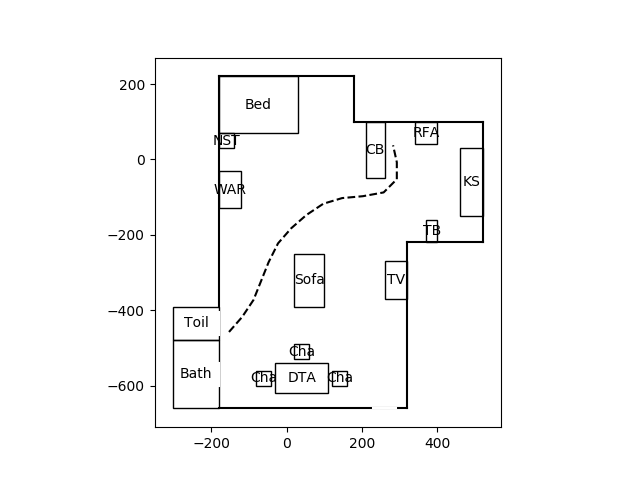 200
0
−200
−400
−600
−200
0
200
400
Bed
NST
WAR
CB
RFA
KS
TB
Sofa
TV
Toil
Bath
Cha
Cha
DTA
Cha